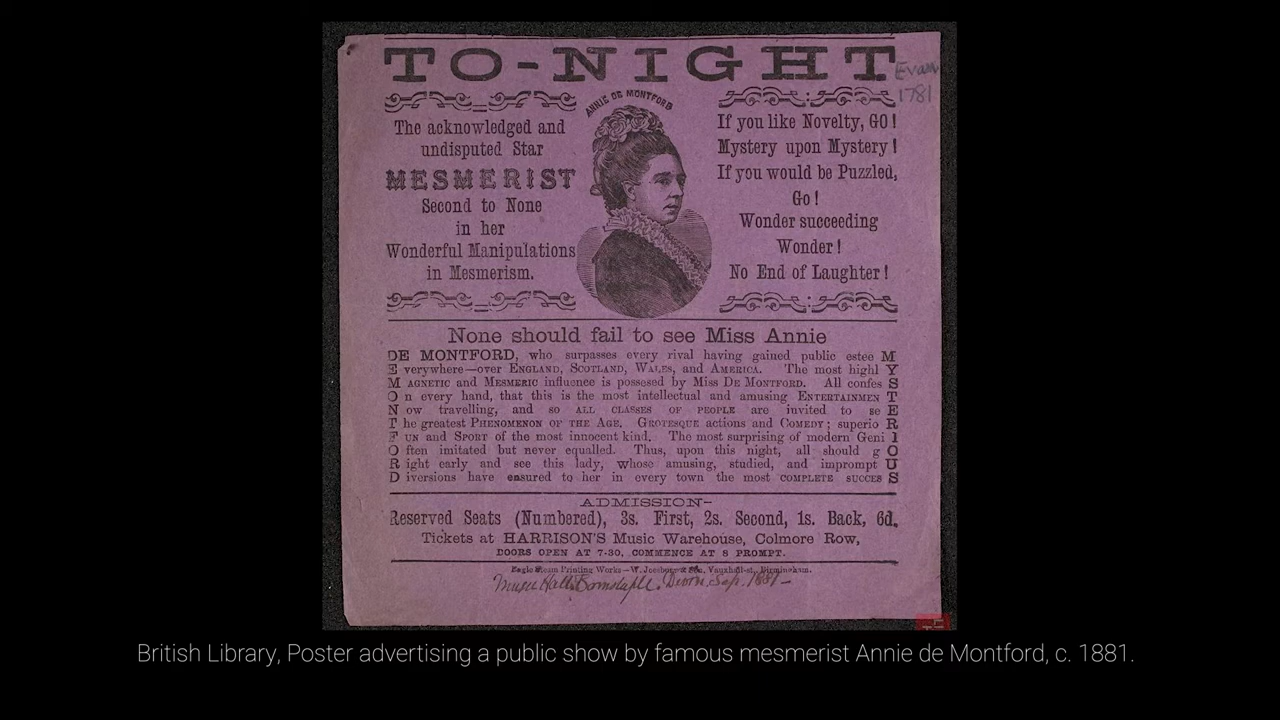 TO-NIGHT
Evan
1781
ANNIE DE MONTFORD
The acknowledged and
undisputed Star
MESMERIST
Second to None
in her
Wonderful Manipulations
in Mesmerism.
If you like Novelty, GO!
Mystery upon Mystery!
If you would be Puzzled,
Go!
Wonder succeeding
Wonder!
No End of Laughter!
None should fail to see Miss Annie
DE MONTFORD, who surpasses every rival having gained public estee M
E verywhere—over ENGLAND, SCOTLAND, WALES, and AMERICA. The most highl Y
M AGNETIC and MESMERIC influence is possesed by Miss DE MONTFORD. All confes S
O n every hand, that this is the most intellectual and amusing ENTERTAINMEN T
N ow travelling, and so ALL CLASSES OF PEOPLE are invited to se E
T he greatest PHENOMENON OF THE AGE. GROTESQUE actions and COMEDY; superio R
F UN and SPORT of the most innocent kind. The most surprising of modern Geni I
O ften imitated but never equalled. Thus, upon this night, all should g O
R ight early and see this lady, whose amusing, studied, and imprompt U
D iversions have ensured to her in every town the most COMPLETE SUCCES S
ADMISSION—
Reserved Seats (Numbered), 3s. First, 2s. Second, 1s. Back, 6d.
Tickets at HARRISON'S Music Warehouse, Colmore Row,
DOORS OPEN AT 7-30, COMMENCE AT 8 PROMPT.
Eagle Steam Printing Works—W. & Son, Vauxhall-st., Birmingham.
Music Hall Barnstaple. Devon. Sep. 1881—
British Library, Poster advertising a public show by famous mesmerist Annie de Montford, c. 1881.